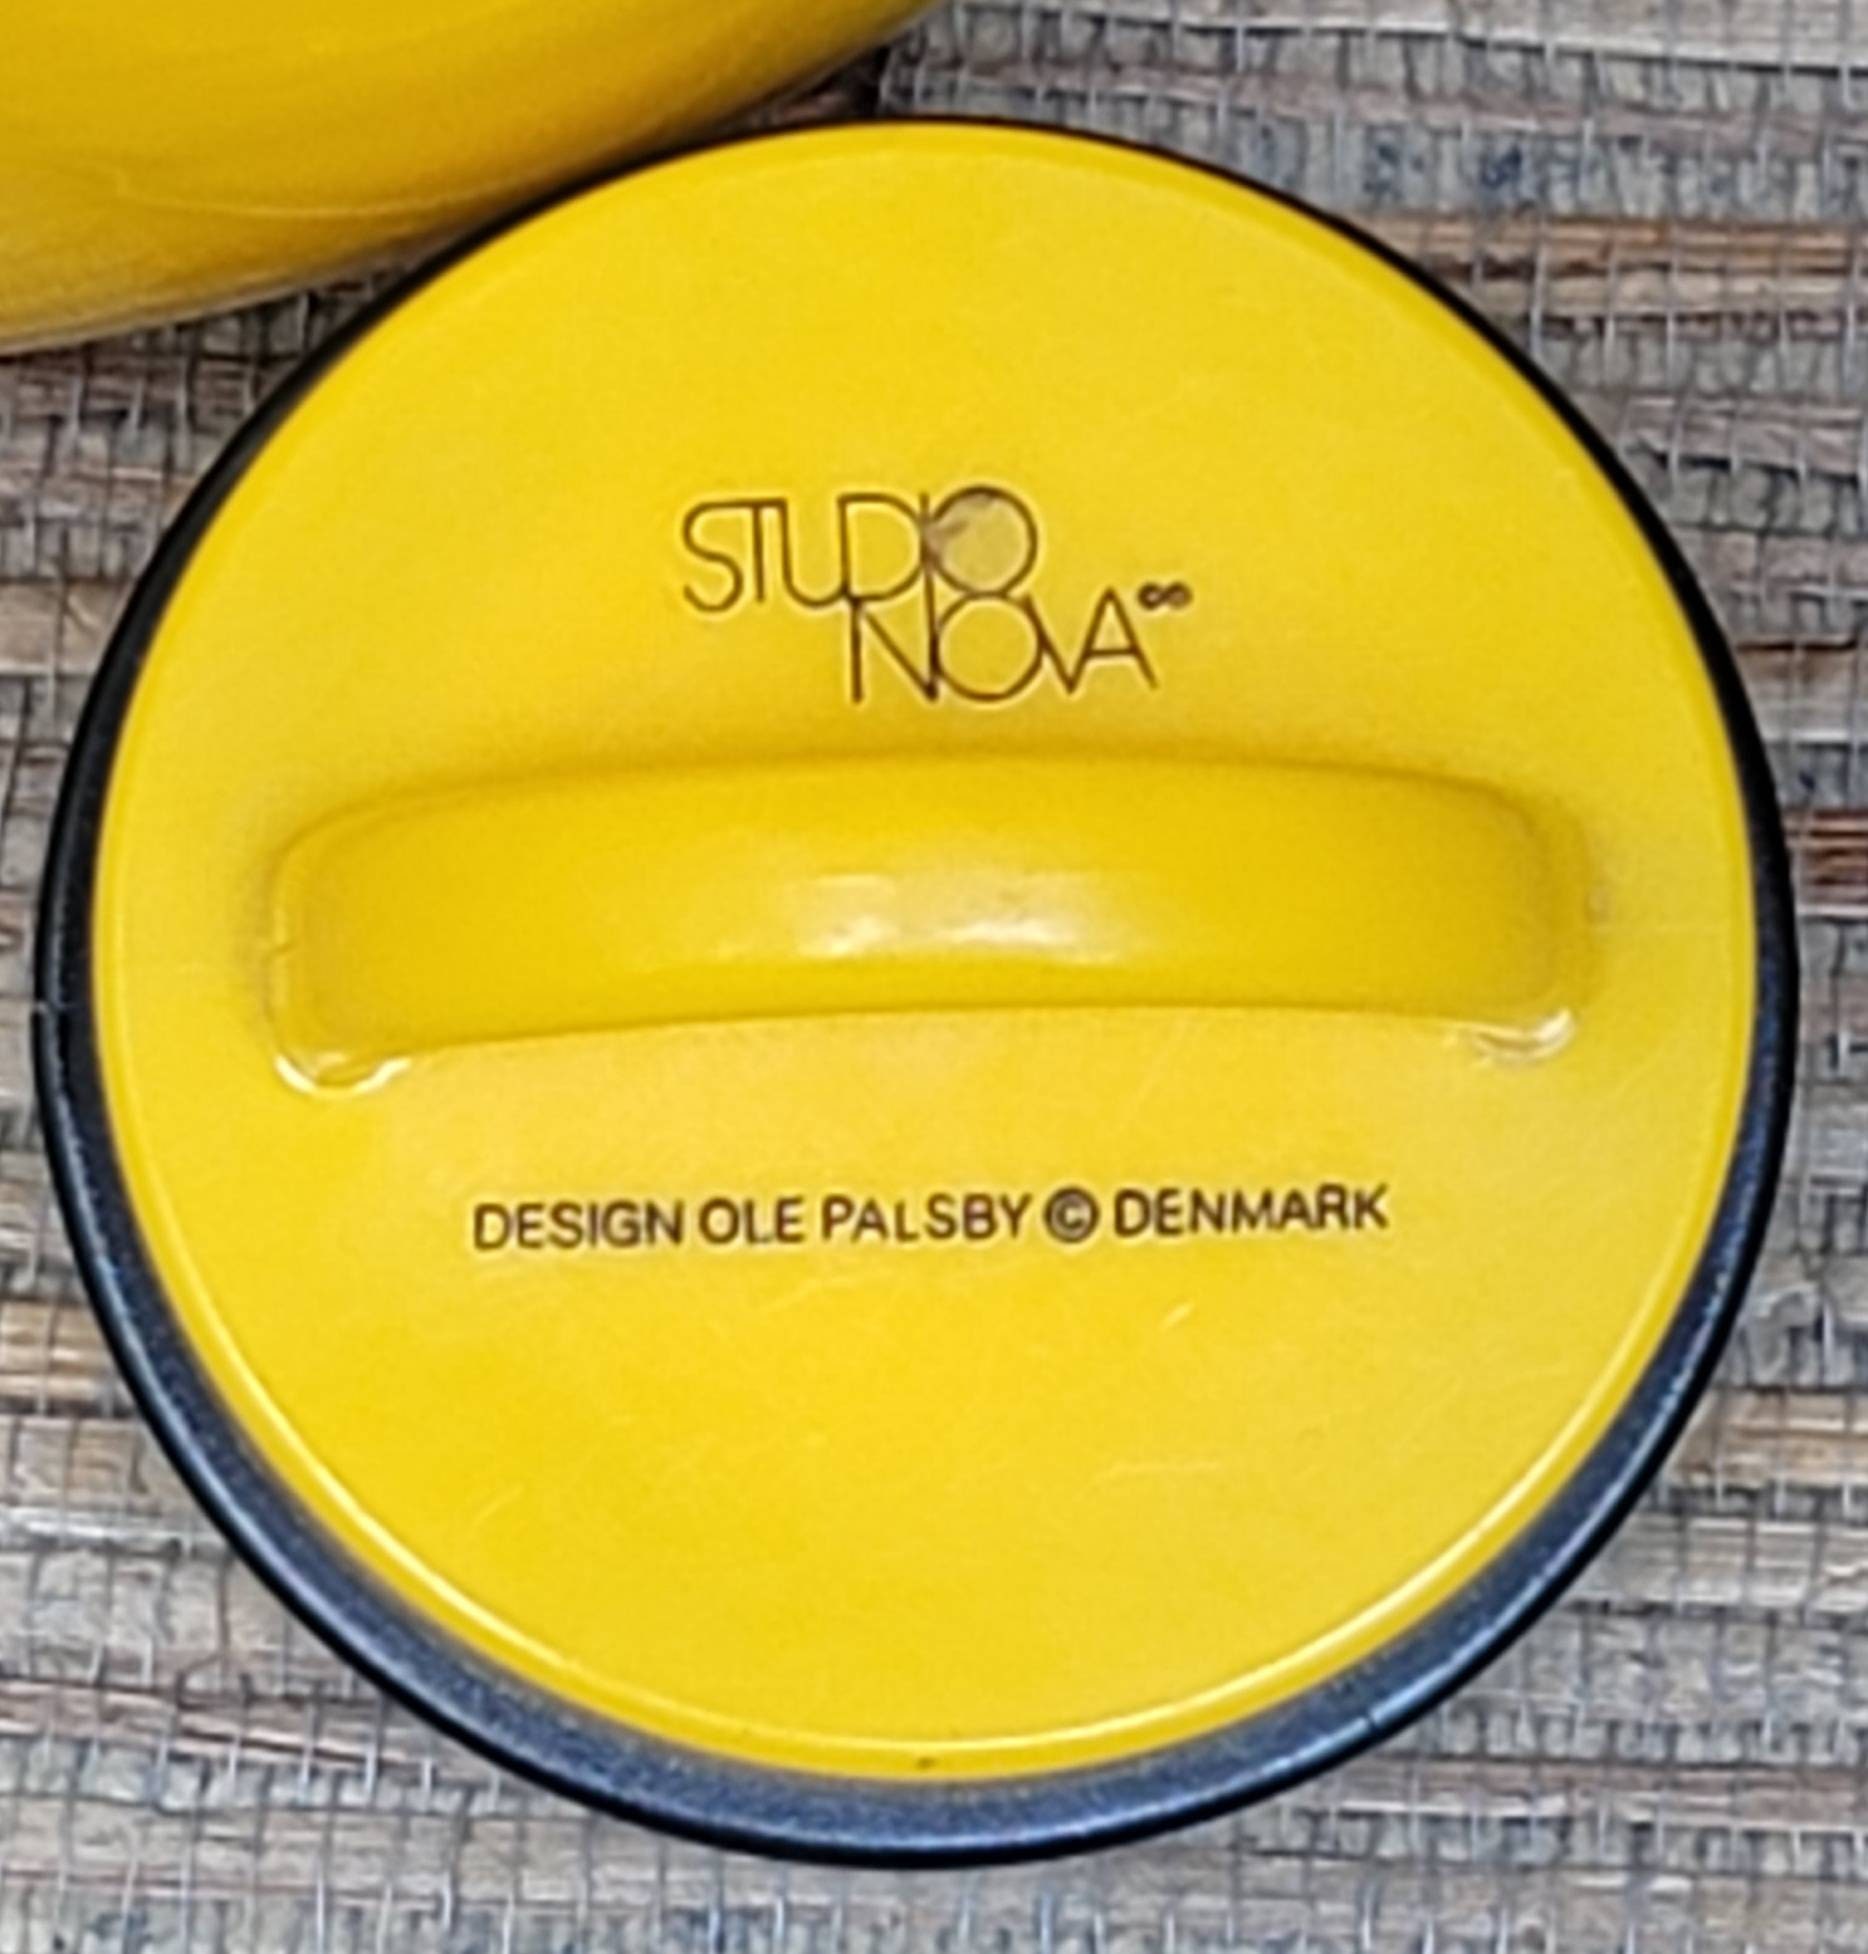 STUDIO
NOVA∞
DESIGN OLE PALSBY © DENMARK